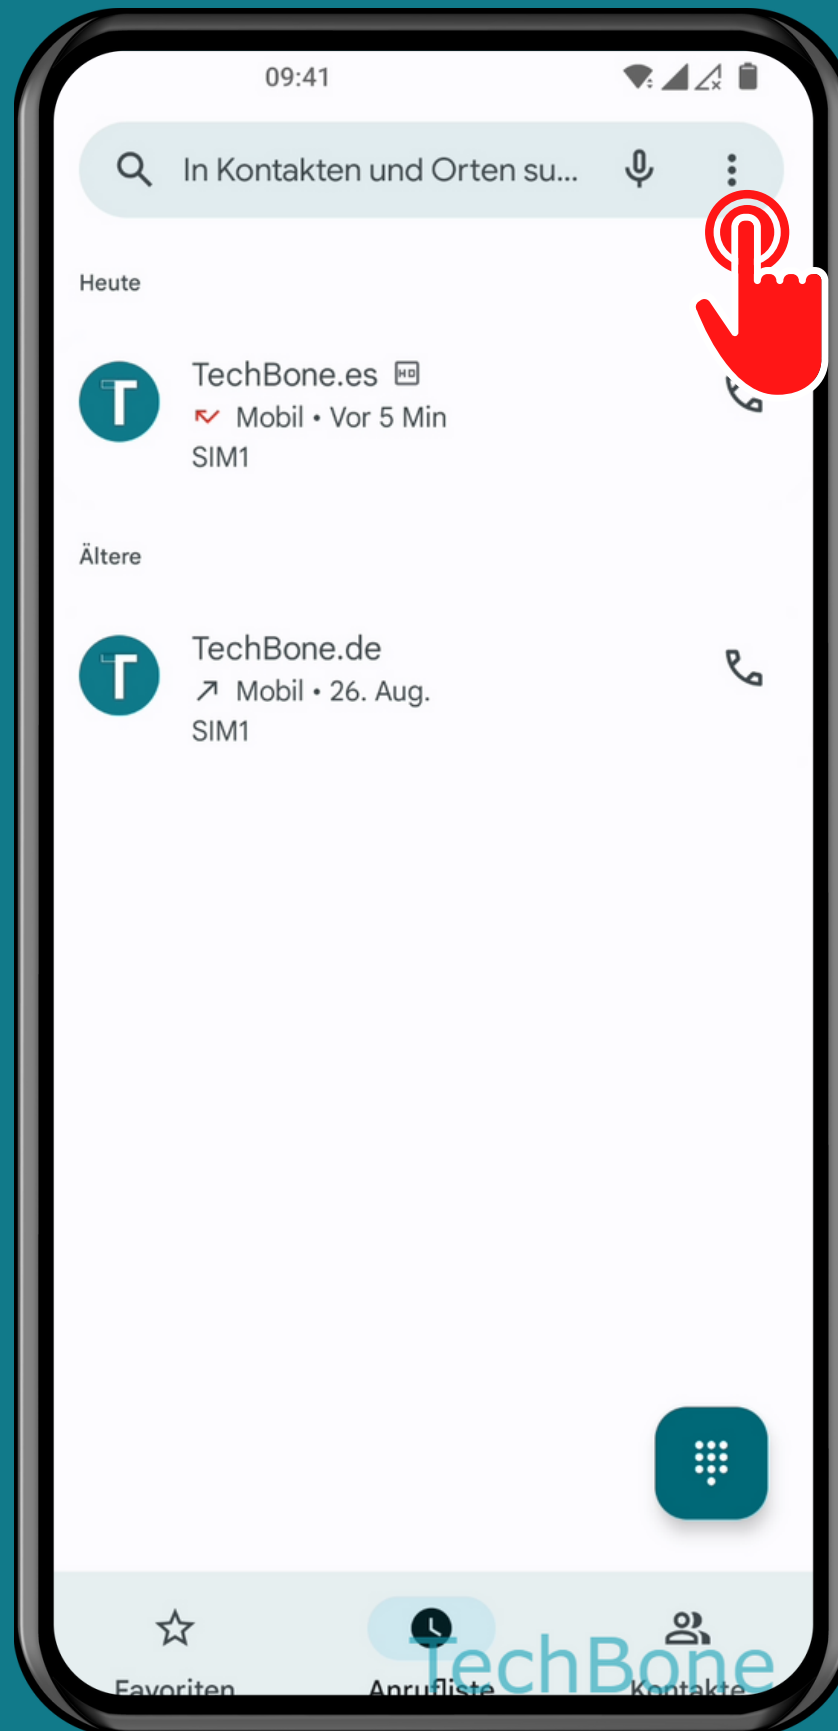 09:41
In Kontakten und Orten su...
Heute
TechBone.es HD
Mobil • Vor 5 Min
SIM1
Ältere
TechBone.de
Mobil • 26. Aug.
SIM1
Favoriten Anrufliste Kontakte
TechBone